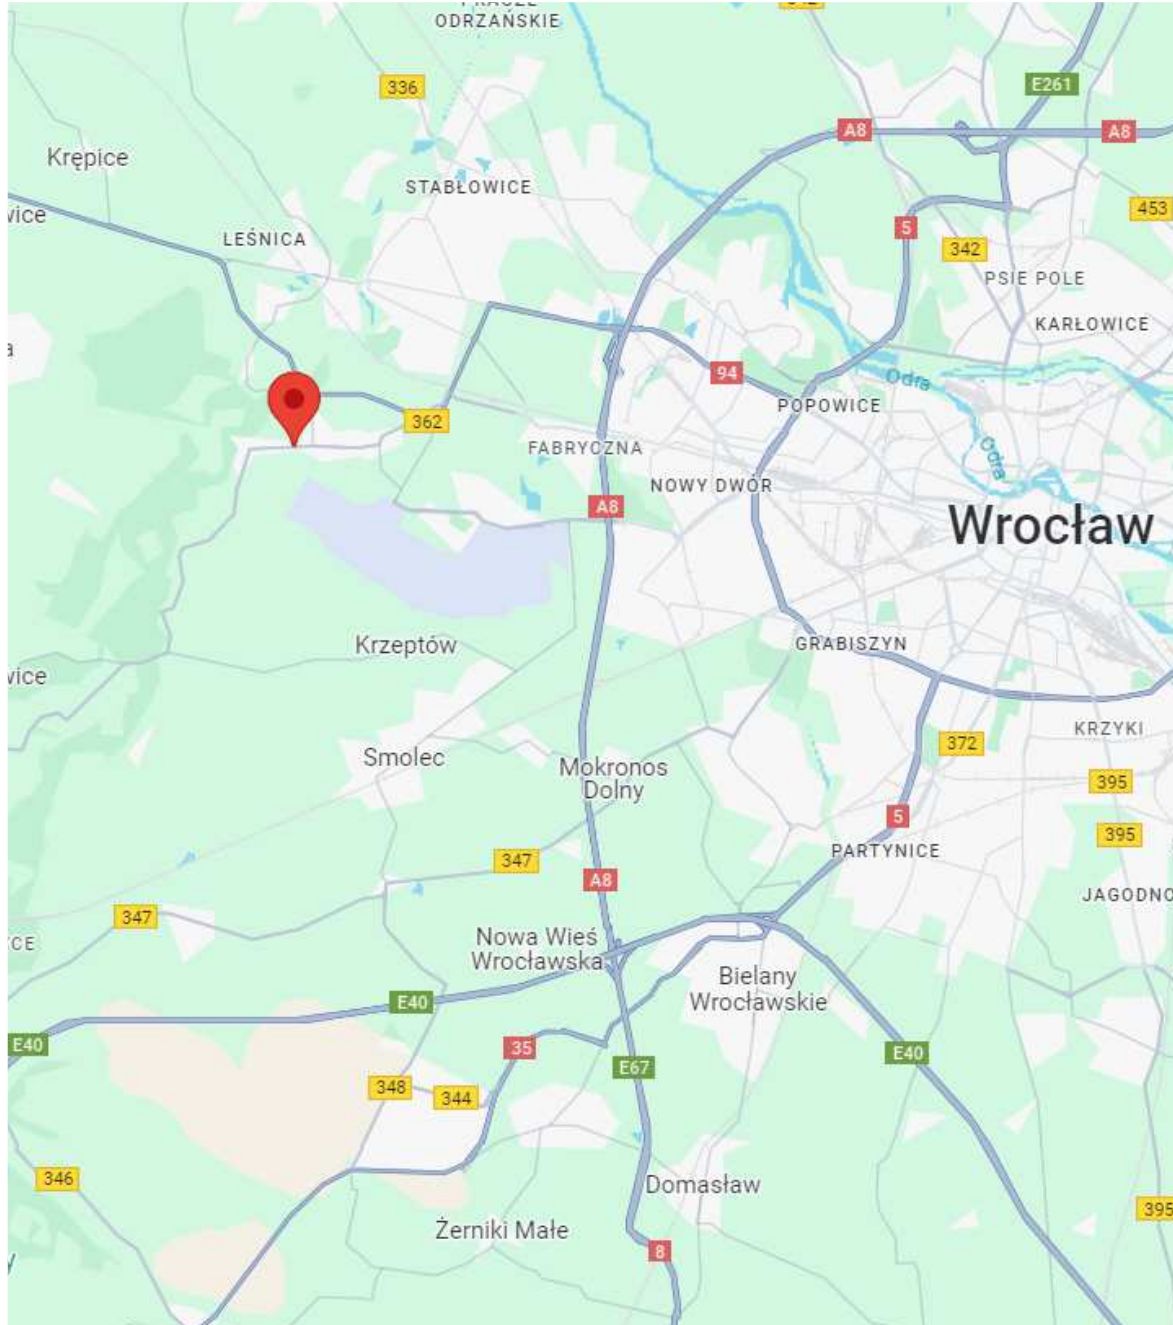 ODRZAŃSKIE
336
E261
A8
A8
Krępice
STABŁOWICE
453
5
LEŚNICA
342
PSIE POLE
KARŁOWICE
94
Odra
POPOWICE
362
FABRYCZNA
Odra
NOWY DWÓR
A8
Wrocław
Krzeptów
GRABISZYN
KRZYKI
372
Smolec
Mokronos
Dolny
395
5
395
PARTYNICE
347
A8
JAGODNO
347
Nowa Wieś
Wrocławska
Bielany
Wrocławskie
E40
E40
35
E40
E67
348
344
346
Domasław
395
Żerniki Małe
8